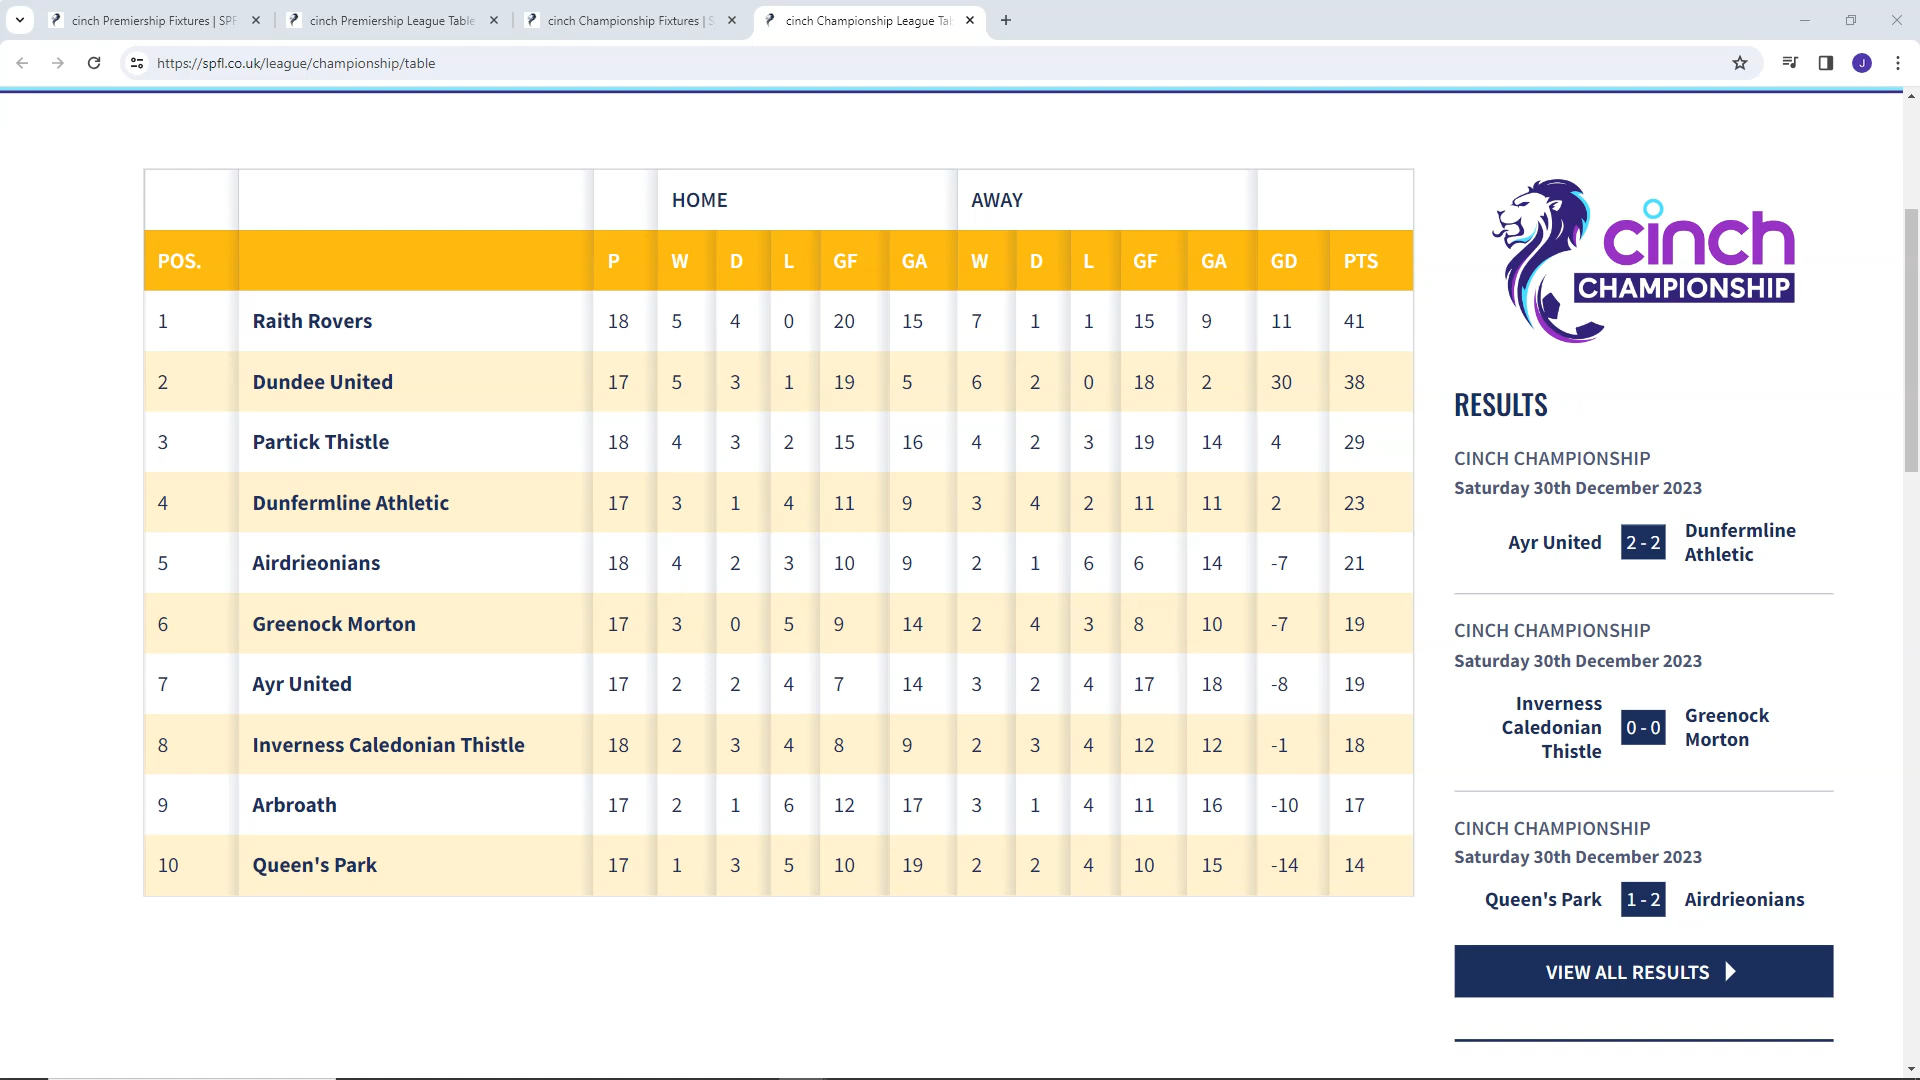 cinch Premiership Fixtures | SPF
cinch Premiership League Table
cinch Championship Fixtures | S
cinch Championship League Tab
https://spfl.co.uk/league/championship/table
J
HOME AWAY
POS. P W D L GF GA W D L GF GA GD PTS
1 Raith Rovers 18 5 4 0 20 15 7 1 1 15 9 11 41
2 Dundee United 17 5 3 1 19 5 6 2 0 18 2 30 38
3 Partick Thistle 18 4 3 2 15 16 4 2 3 19 14 4 29
4 Dunfermline Athletic 17 3 1 4 11 9 3 4 2 11 11 2 23
5 Airdrieonians 18 4 2 3 10 9 2 1 6 6 14 -7 21
6 Greenock Morton 17 3 0 5 9 14 2 4 3 8 10 -7 19
7 Ayr United 17 2 2 4 7 14 3 2 4 17 18 -8 19
8 Inverness Caledonian Thistle 18 2 3 4 8 9 2 3 4 12 12 -1 18
9 Arbroath 17 2 1 6 12 17 3 1 4 11 16 -10 17
10 Queen's Park 17 1 3 5 10 19 2 2 4 10 15 -14 14
cinch
CHAMPIONSHIP
RESULTS
CINCH CHAMPIONSHIP
Saturday 30th December 2023
Ayr United 2 - 2 Dunfermline
Athletic
CINCH CHAMPIONSHIP
Saturday 30th December 2023
Inverness
Caledonian
Thistle
0 - 0
Greenock
Morton
CINCH CHAMPIONSHIP
Saturday 30th December 2023
Queen's Park 1 - 2 Airdrieonians
VIEW ALL RESULTS